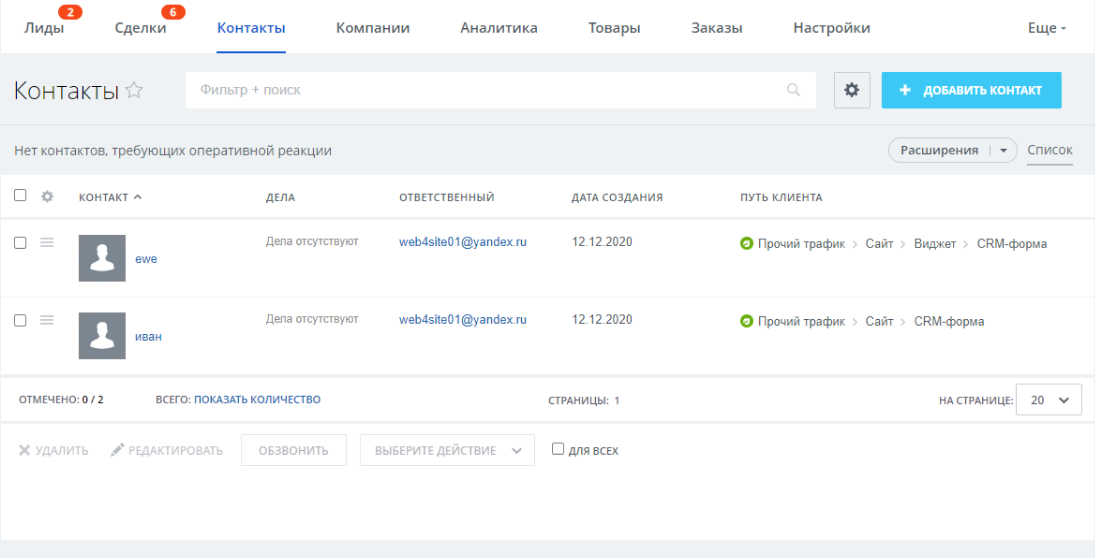 2 6
Лиды Сделки Контакты Компании Аналитика Товары Заказы Настройки Еще
Контакты Фильтр + поиск + ДОБАВИТЬ КОНТАКТ
Нет контактов, требующих оперативной реакции Расширения Список
КОНТАКТ ДЕЛА ОТВЕТСТВЕННЫЙ ДАТА СОЗДАНИЯ ПУТЬ КЛИЕНТА
ewe Дела отсутствуют web4site01@yandex.ru 12.12.2020 Прочий трафик > Сайт > Виджет > CRM-форма
иван Дела отсутствуют web4site01@yandex.ru 12.12.2020 Прочий трафик > Сайт > CRM-форма
ОТМЕЧЕНО: 0 / 2 ВСЕГО: ПОКАЗАТЬ КОЛИЧЕСТВО СТРАНИЦЫ: 1 НА СТРАНИЦЕ: 20
УДАЛИТЬ РЕДАКТИРОВАТЬ ОБЗВОНИТЬ ВЫБЕРИТЕ ДЕЙСТВИЕ ДЛЯ ВСЕХ